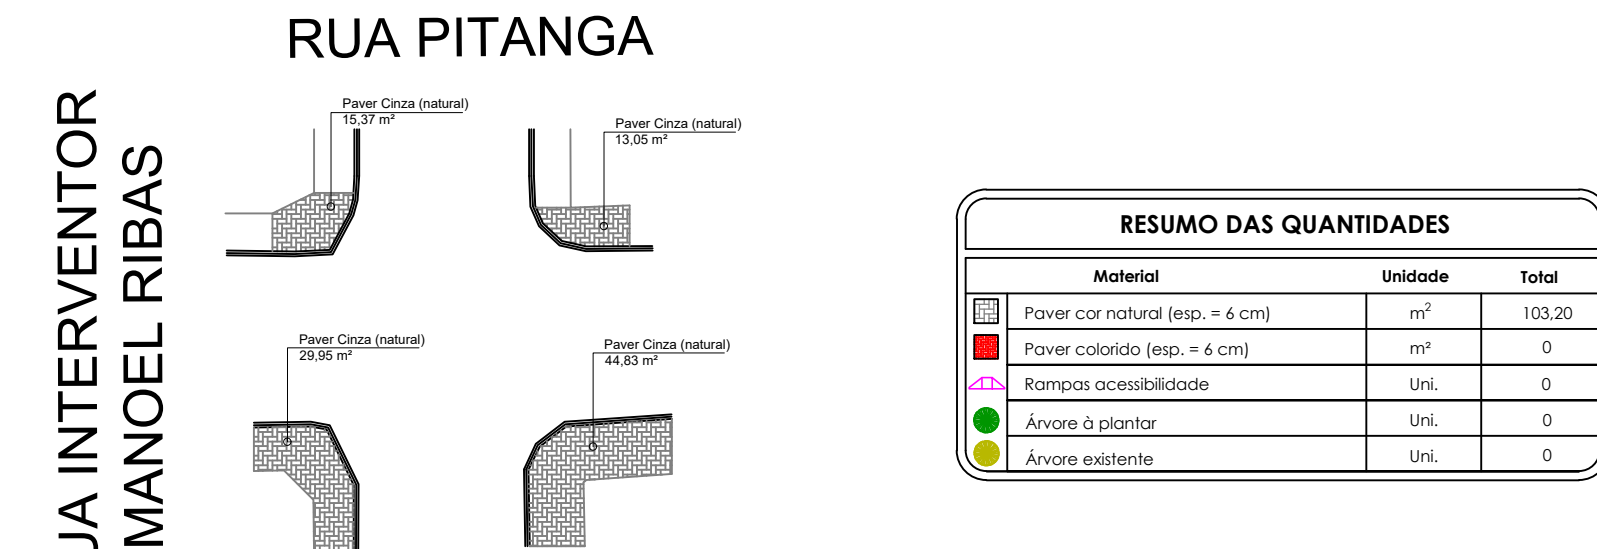 RUA PITANGA
UA INTERVENTOR
MANOEL RIBAS
Paver Cinza (natural)
15,37 m²
Paver Cinza (natural)
13,05 m²
Paver Cinza (natural)
29,95 m²
Paver Cinza (natural)
44,83 m²
RESUMO DAS QUANTIDADES
Material Unidade Total
Paver cor natural (esp. = 6 cm) m² 103,20
Paver colorido (esp. = 6 cm) m² 0
Rampas acessibilidade Uni. 0
Árvore à plantar Uni. 0
Árvore existente Uni. 0